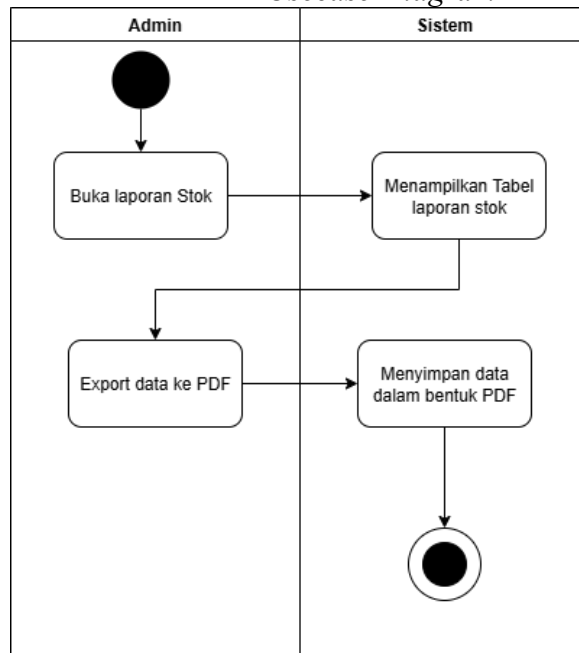 Admin
Sistem
Buka laporan Stok
Menampilkan Tabel
laporan stok
Export data ke PDF
Menyimpan data
dalam bentuk PDF